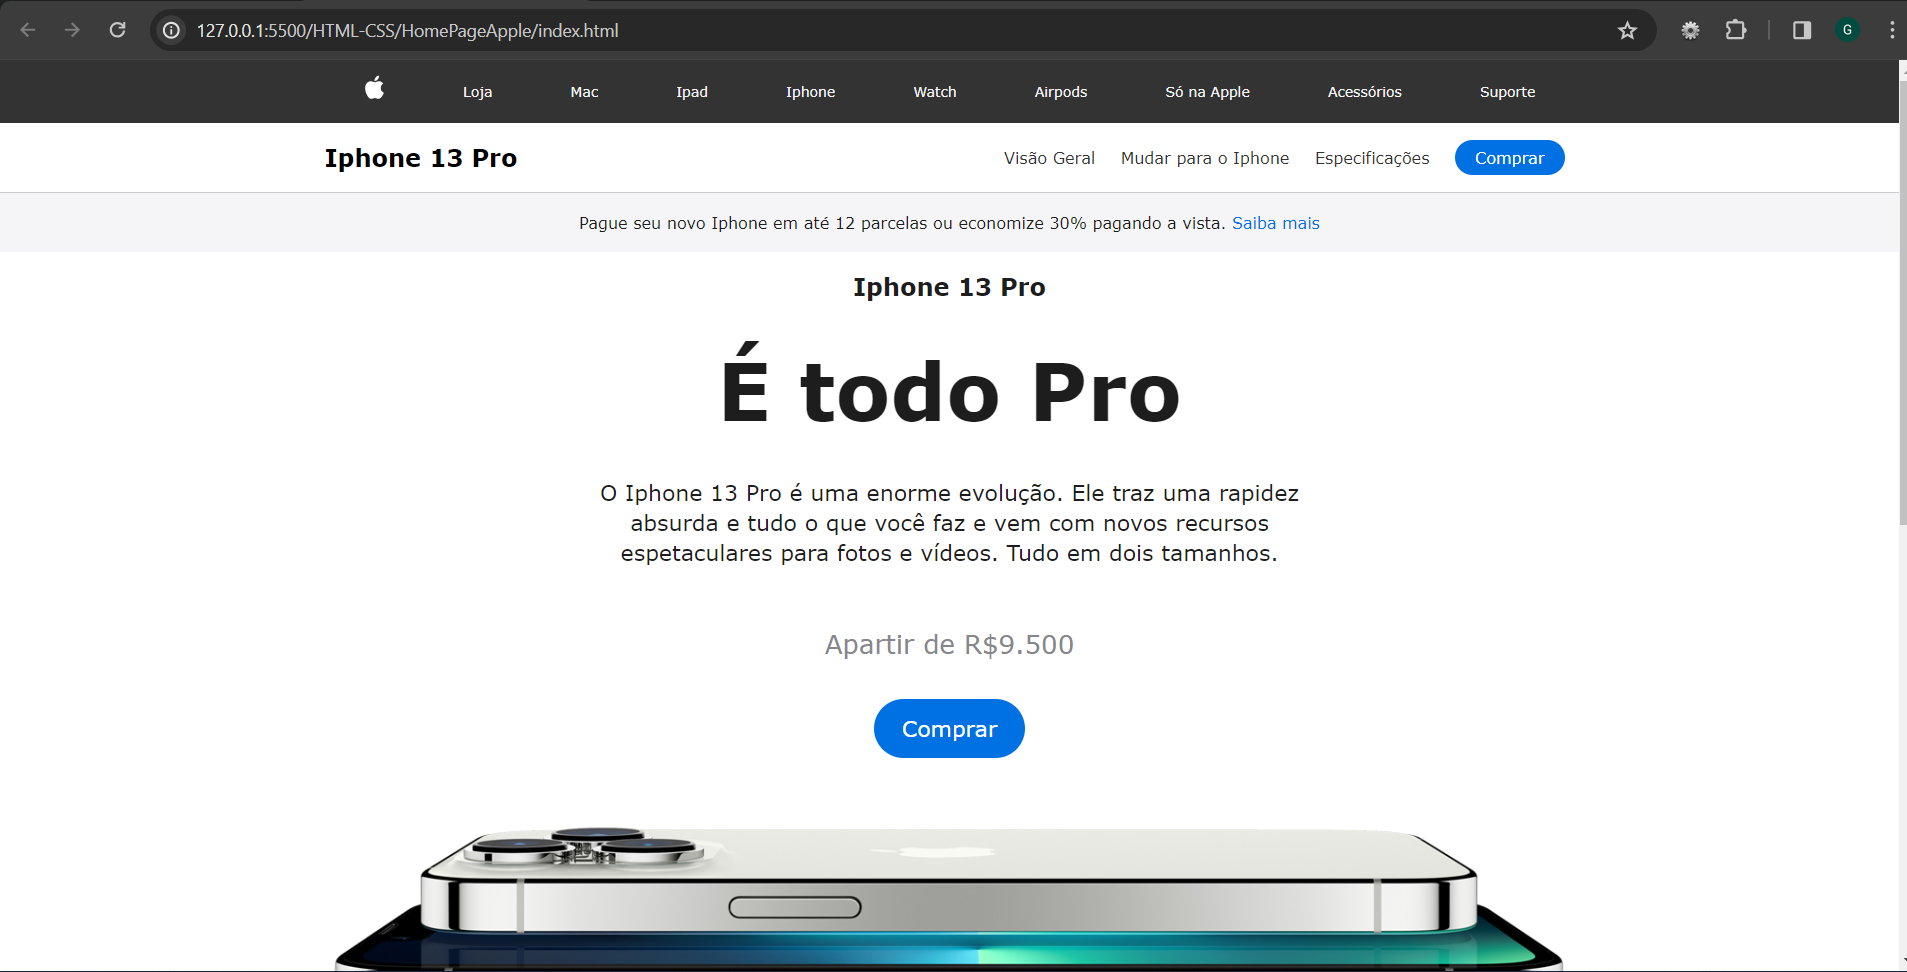 127.0.0.1:5500/HTML-CSS/HomePageApple/index.html
G
Loja Mac Ipad Iphone Watch Airpods Só na Apple Acessórios Suporte
Iphone 13 Pro Visão Geral Mudar para o Iphone Especificações Comprar
Pague seu novo Iphone em até 12 parcelas ou economize 30% pagando a vista. Saiba mais
Iphone 13 Pro
É todo Pro
O Iphone 13 Pro é uma enorme evolução. Ele traz uma rapidez
absurda e tudo o que você faz e vem com novos recursos
espetaculares para fotos e vídeos. Tudo em dois tamanhos.
Apartir de R$9.500
Comprar